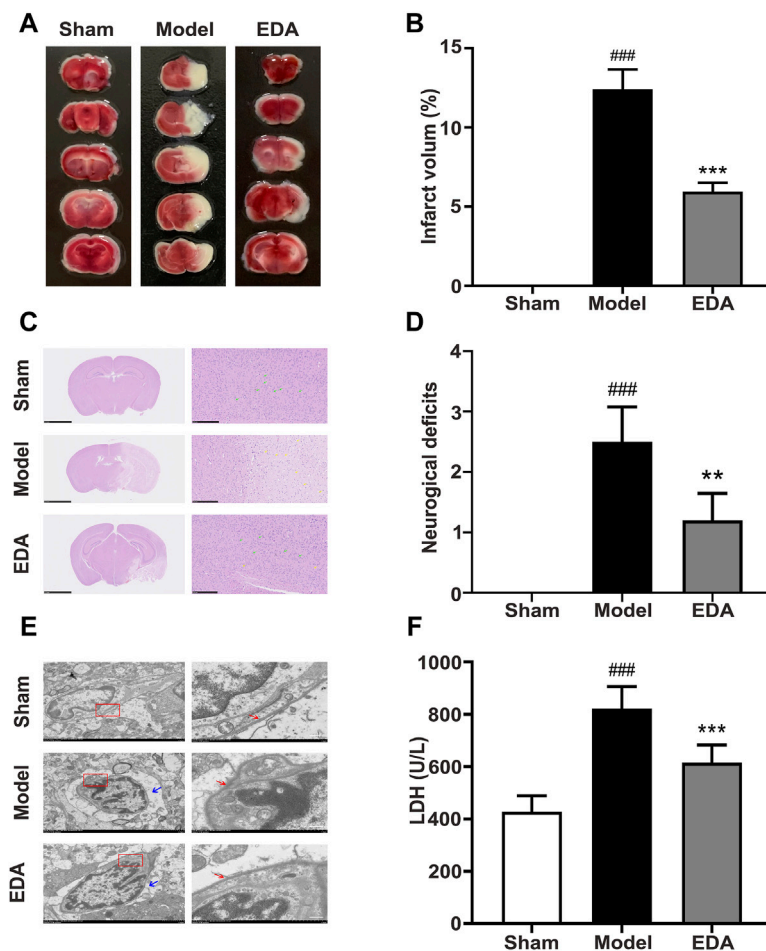 A
Sham Model EDA
B
###
***
15
10
5
0
Infarct volum (%)
Sham Model EDA
C
Sham
Model
EDA
D
###
**
4
3
2
1
0
Neurogical deficits
Sham Model EDA
E
Sham
Model
EDA
F
###
***
1000
800
600
400
200
0
LDH (U/L)
Sham Model EDA